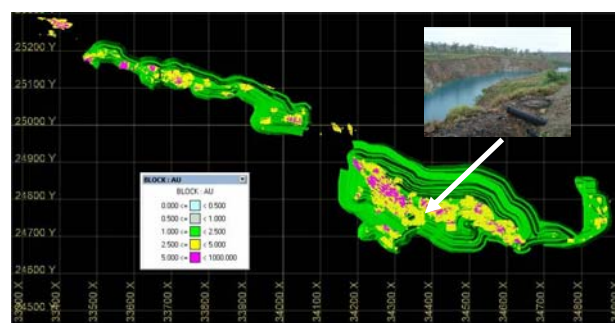 25200 Y
25100 Y
25000 Y
24900 Y
24800 Y
24700 Y
24600 Y
24500 Y
BLOCK : AU
BLOCK : AU
0.000 <= < 0.500
0.500 <= < 1.000
1.000 <= < 2.500
2.500 <= < 5.000
5.000 <= < 1000.000
33400 X
33500 X
33600 X
33700 X
33800 X
33900 X
34000 X
34100 X
34200 X
34300 X
34400 X
34500 X
34600 X
34700 X
34800 X